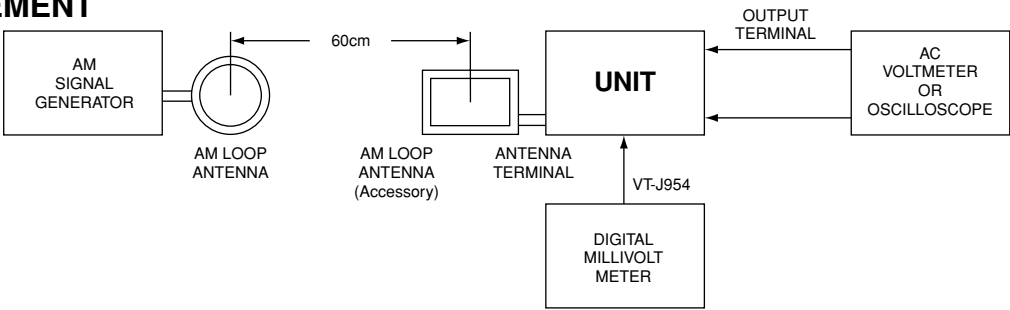 EMENT
AM
SIGNAL
GENERATOR
60cm
UNIT
OUTPUT
TERMINAL
AC
VOLTMETER
OR
OSCILLOSCOPE
AM LOOP
ANTENNA
AM LOOP
ANTENNA
(Accessory)
ANTENNA
TERMINAL
VT-J954
DIGITAL
MILLIVOLT
METER